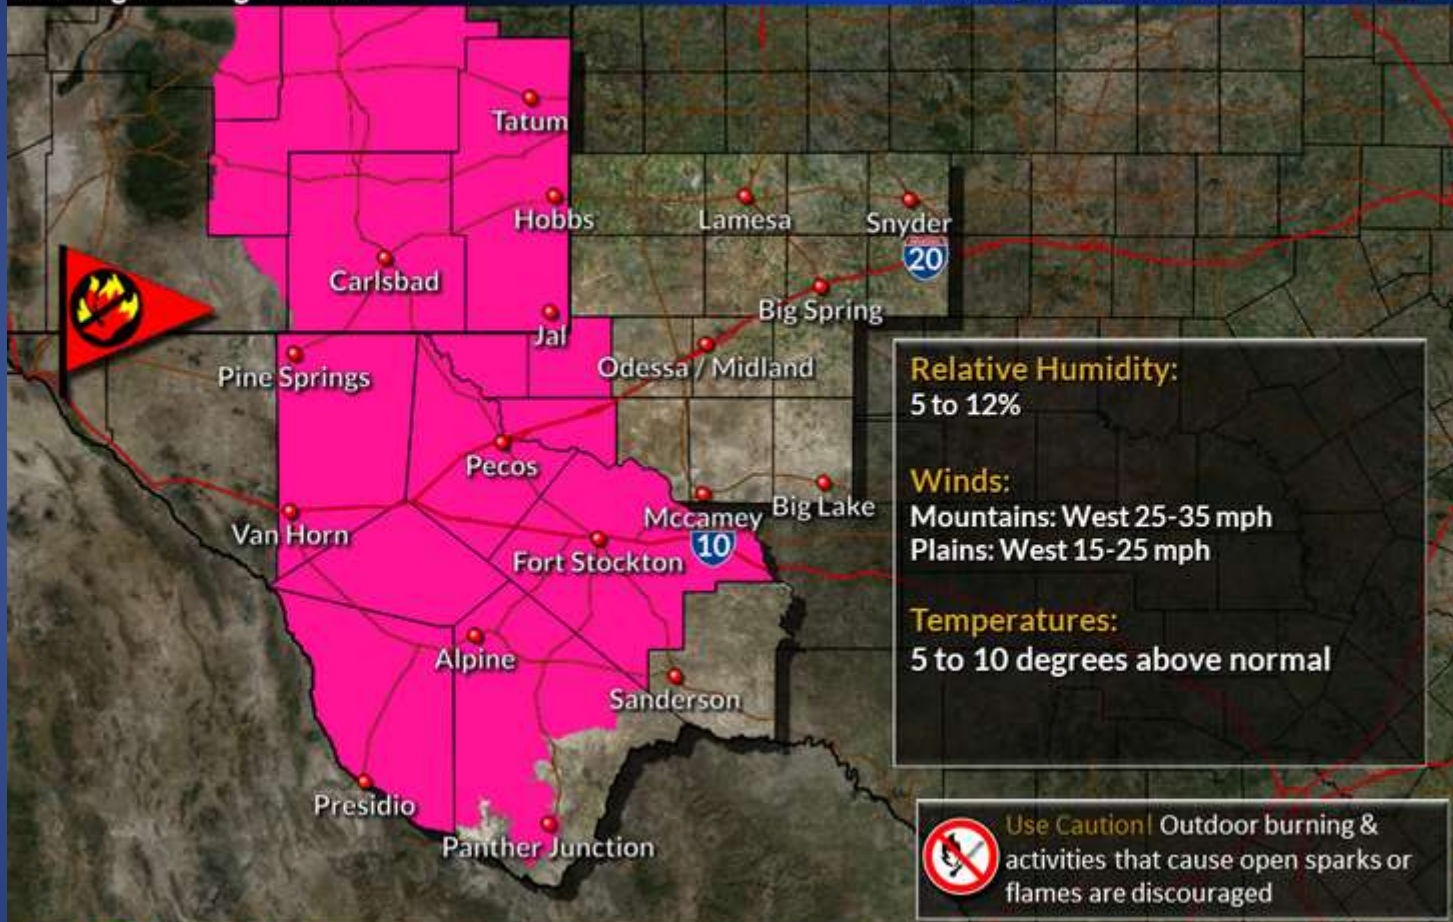 Tatum
Hobbs
Lamesa
Snyder
20
Carlsbad
Big Spring
Jal
Odessa / Midland
Pine Springs
Pecos
Mccamey
Big Lake
Van Horn
10
Fort Stockton
Alpine
Sanderson
Presidio
Panther Junction
Relative Humidity:
5 to 12%
Winds:
Mountains: West 25-35 mph
Plains: West 15-25 mph
Temperatures:
5 to 10 degrees above normal
Use Caution! Outdoor burning &
activities that cause open sparks or
flames are discouraged